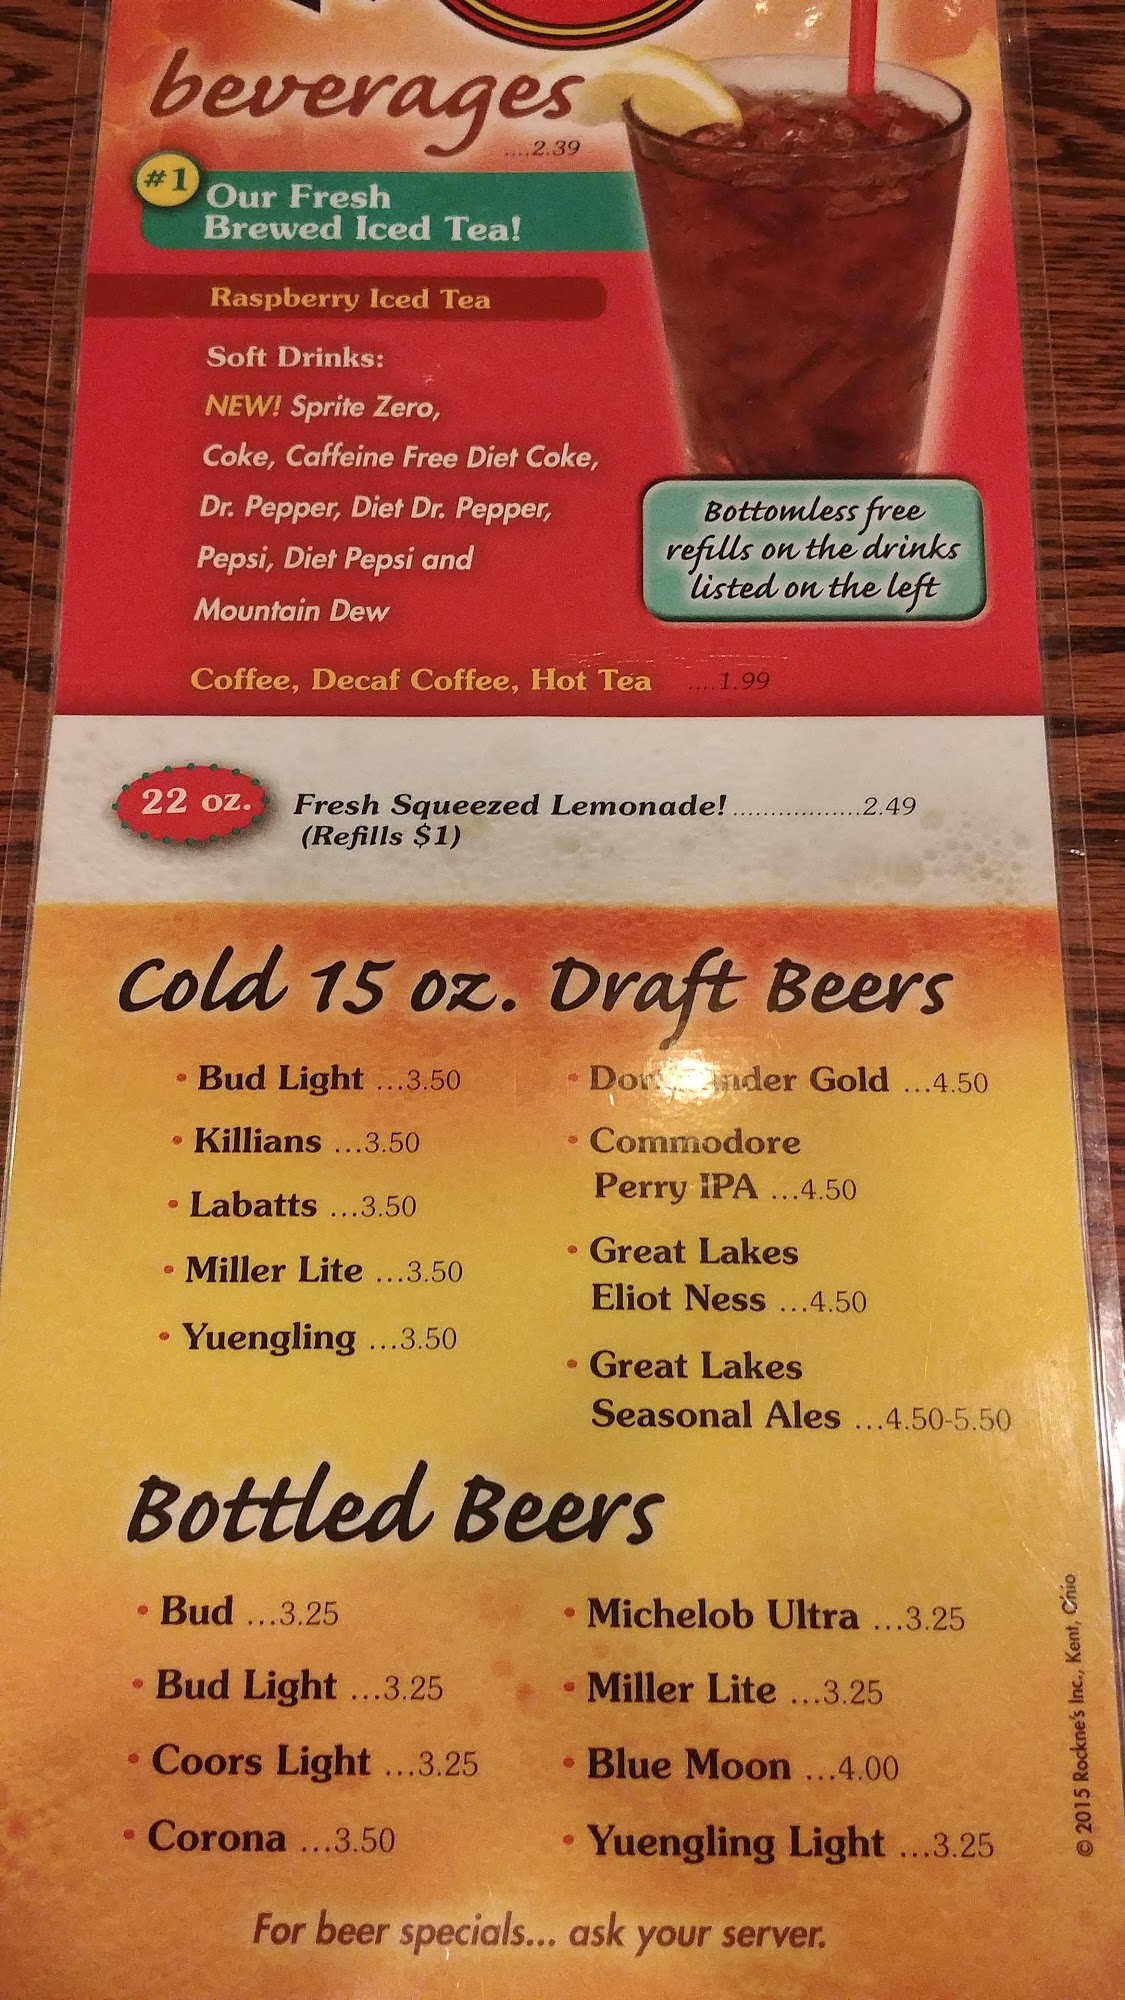 beverages
....2.39
#1
Our Fresh
Brewed Iced Tea!
Raspberry Iced Tea
Soft Drinks:
NEW! Sprite Zero,
Coke, Caffeine Free Diet Coke,
Dr. Pepper, Diet Dr. Pepper,
Pepsi, Diet Pepsi and
Mountain Dew
Bottomless free
refills on the drinks
listed on the left
Coffee, Decaf Coffee, Hot Tea ....1.99
22 oz.
Fresh Squeezed Lemonade!.................2.49
(Refills $1)
Cold 15 oz. Draft Beers
• Bud Light ...3.50
• Killians ...3.50
• Labatts ...3.50
• Miller Lite ...3.50
• Yuengling ...3.50
• Gold ...4.50
• Commodore
Perry IPA ...4.50
• Great Lakes
Eliot Ness ...4.50
• Great Lakes
Seasonal Ales ...4.50-5.50
Bottled Beers
• Bud ...3.25
• Bud Light ...3.25
• Coors Light ...3.25
• Corona ...3.50
• Michelob Ultra ...3.25
• Miller Lite ...3.25
• Blue Moon ...4.00
• Yuengling Light ...3.25
For beer specials... ask your server.
© 2015 Rockne's Inc., Kent, Ohio